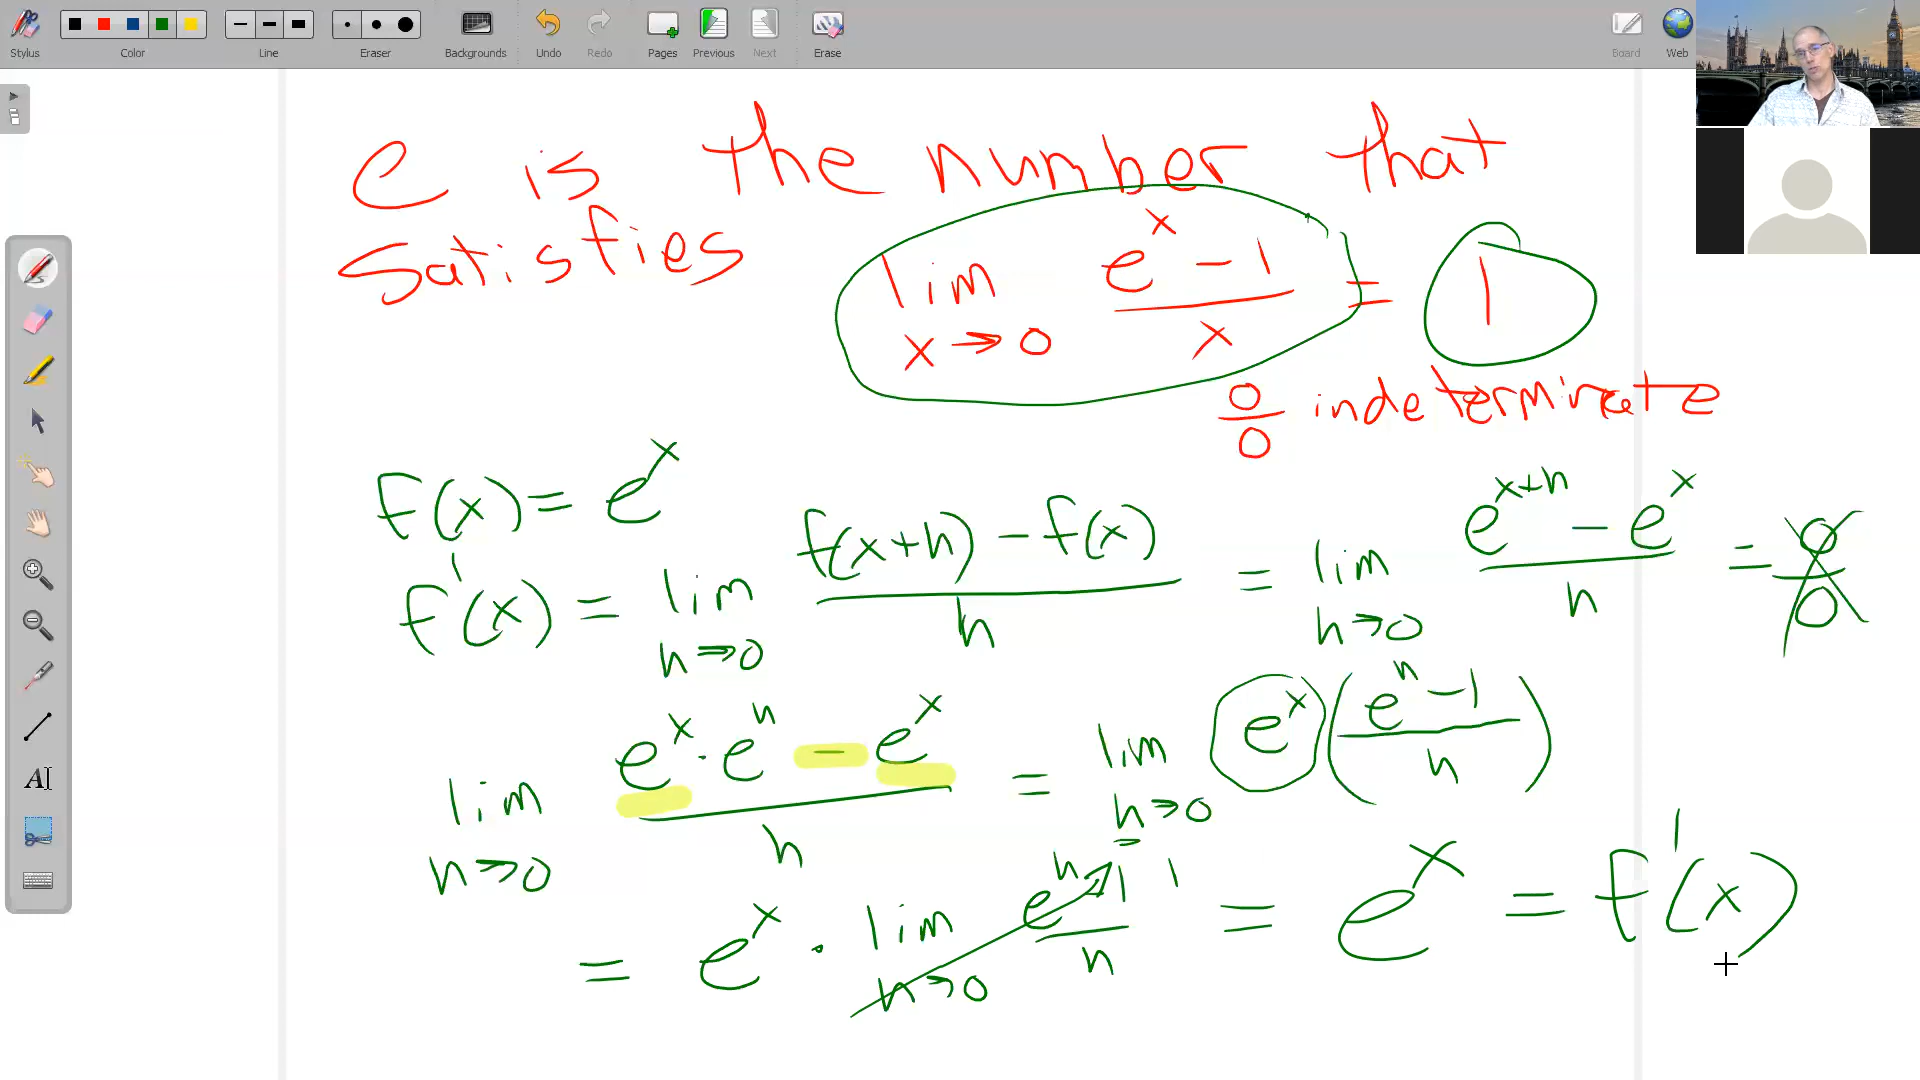 Stylus Color Line Eraser Backgrounds Undo Redo Pages Previous Next Erase Board Web
e is the number that
satisfies lim x→0 (e^x − 1)/x = 1
0/0 indeterminate
f(x) = e^x
f'(x) = lim h→0 (f(x+h) − f(x))/h = lim h→0 (e^(x+h) − e^x)/h = 0/0
lim h→0 (e^x · e^h − e^x)/h = lim h→0 e^x ((e^h − 1)/h)
= e^x · lim h→0 (e^h − 1)/h 1 = e^x = f'(x)
AI